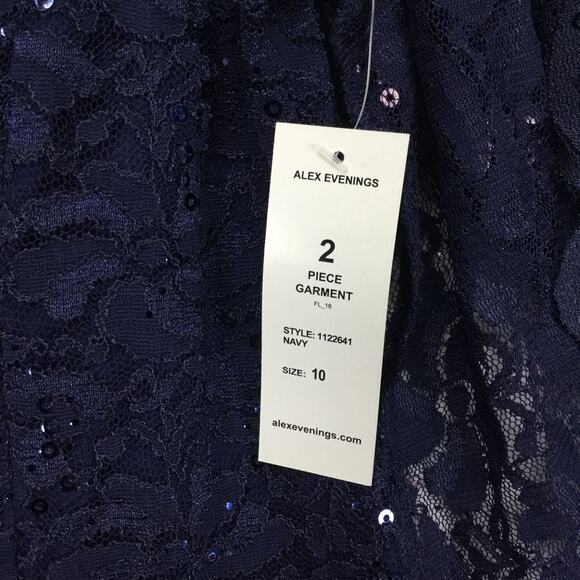 ALEX EVENINGS
2
PIECE
GARMENT
FL_16
STYLE: 1122641
NAVY
SIZE: 10
alexevenings.com